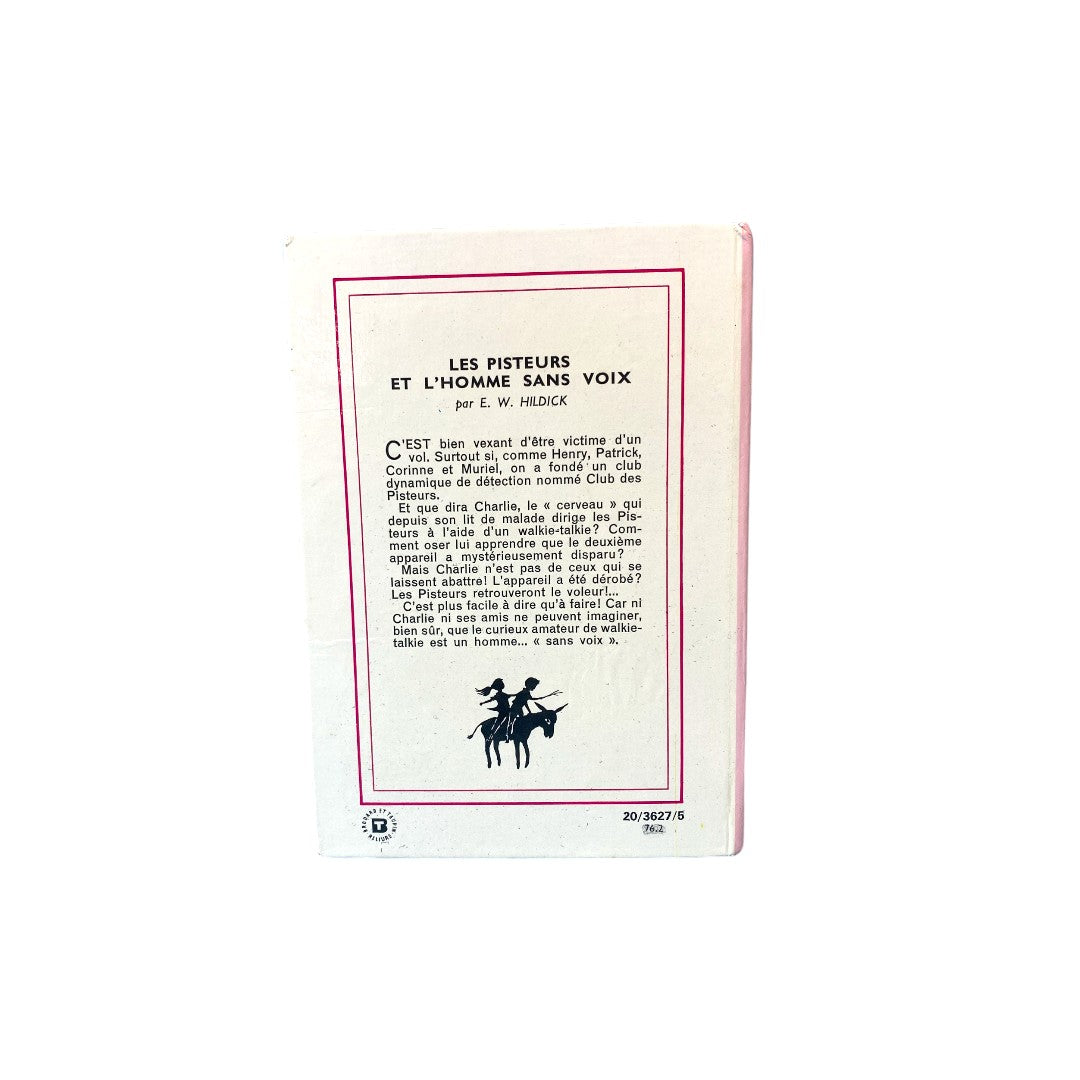 LES PISTEURS
ET L'HOMME SANS VOIX
par E. W. HILDICK
C'EST bien vexant d'être victime d'un
vol. Surtout si, comme Henry, Patrick,
Corinne et Muriel, on a fondé un club
dynamique de détection nommé Club des
Pisteurs.
Et que dira Charlie, le « cerveau » qui
depuis son lit de malade dirige les Pis-
teurs à l'aide d'un walkie-talkie? Com-
ment oser lui apprendre que le deuxième
appareil a mystérieusement disparu?
Mais Charlie n'est pas de ceux qui se
laissent abattre! L'appareil a été dérobé?
Les Pisteurs retrouveront le voleur!...
C'est plus facile à dire qu'à faire! Car ni
Charlie ni ses amis ne peuvent imaginer,
bien sûr, que le curieux amateur de walkie-
talkie est un homme... « sans voix ».
BRODARD ET TAUPIN
RELIURE
BT
20/3627/5
76.2